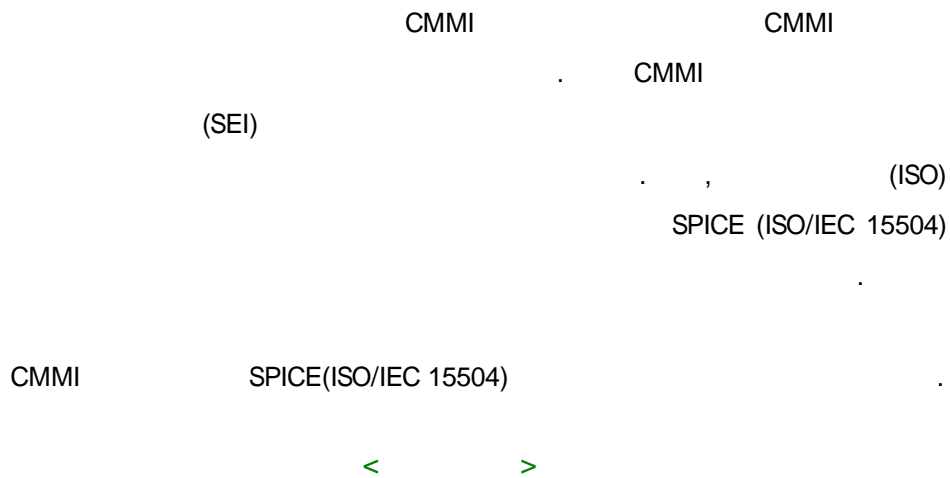 CMMI CMMI
. CMMI
(SEI)
. , (ISO)
SPICE (ISO/IEC 15504)
.
CMMI SPICE(ISO/IEC 15504) .
< >